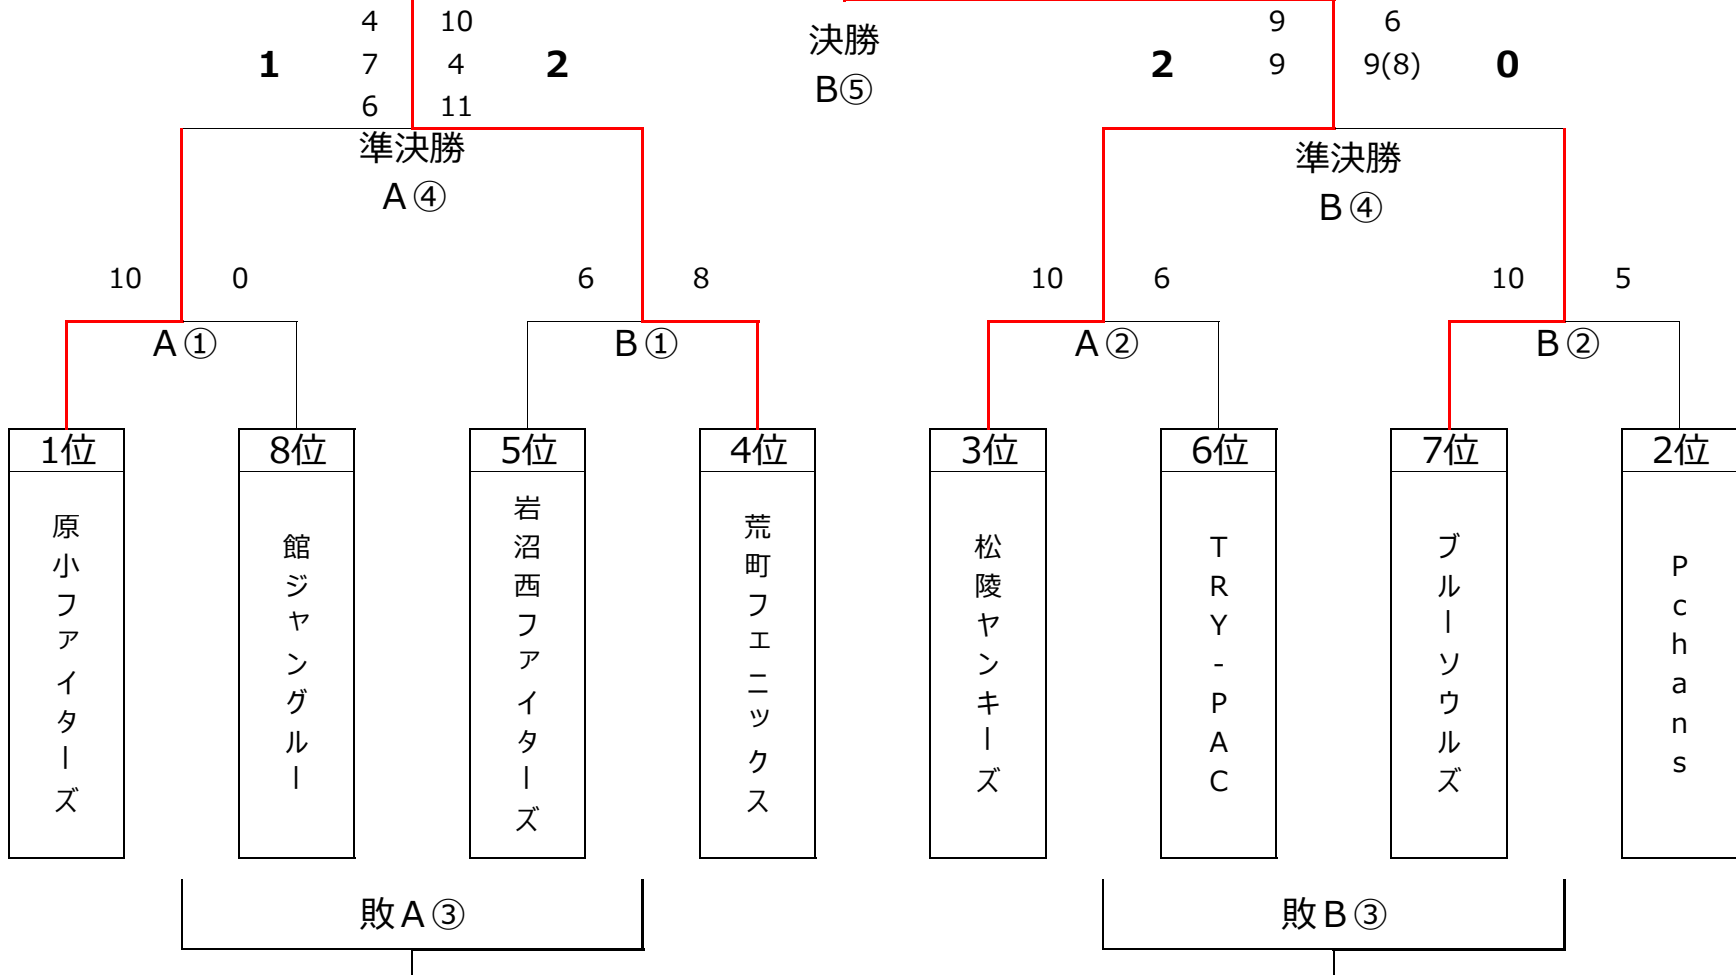 4 10
決勝
9 6
1 7 4 2
2 9 9(8) 0
B⑤
6 11
準決勝
A④
準決勝
B④
10 0
6 8
10 6
10 5
A①
B①
A②
B②
1位
8位
5位
4位
3位
6位
7位
2位
原小ファイターズ
館ジャングルー
岩沼西ファイターズ
荒町フェニックス
松陵ヤンキーズ
TRY-PAC
ブルーソウルズ
Pchans
敗A③
敗B③